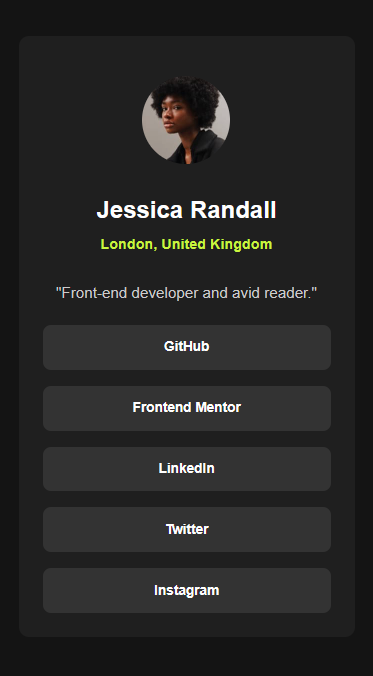 Jessica Randall
London, United Kingdom
"Front-end developer and avid reader."
GitHub
Frontend Mentor
LinkedIn
Twitter
Instagram